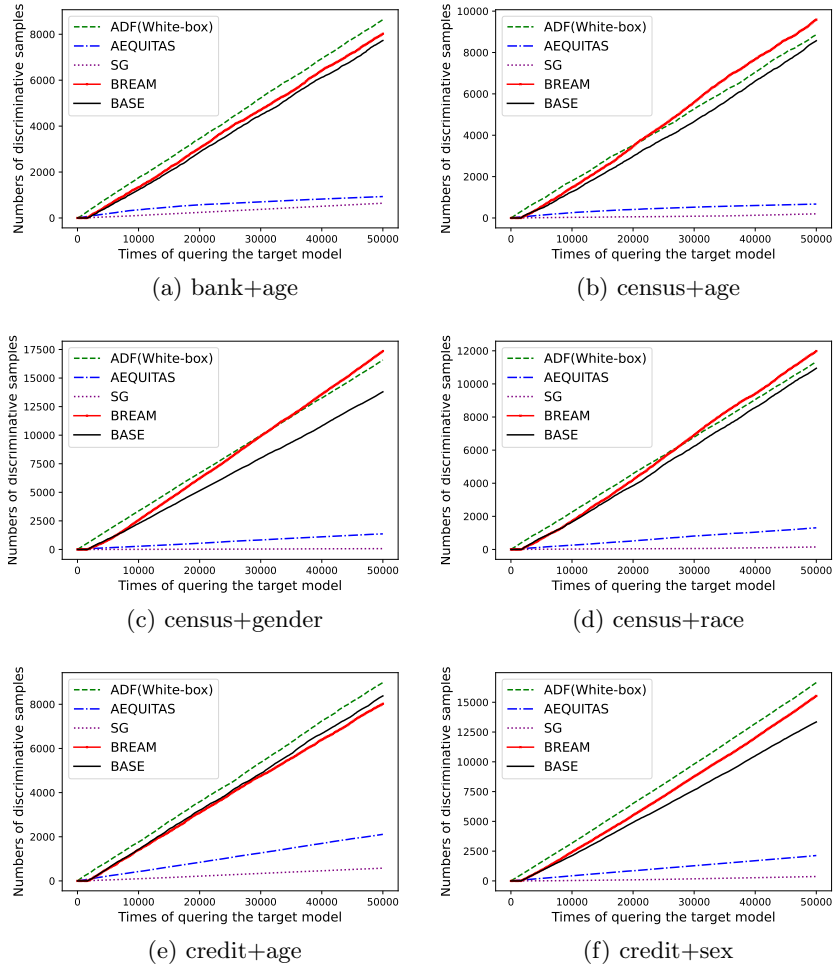 Numbers of discriminative samples
8000
6000
4000
2000
0
ADF(White-box)
AEQUITAS
SG
BREAM
BASE
0 10000 20000 30000 40000 50000
Times of quering the target model
(a) bank+age
Numbers of discriminative samples
10000
8000
6000
4000
2000
0
ADF(White-box)
AEQUITAS
SG
BREAM
BASE
0 10000 20000 30000 40000 50000
Times of quering the target model
(b) census+age
Numbers of discriminative samples
17500
15000
12500
10000
7500
5000
2500
0
ADF(White-box)
AEQUITAS
SG
BREAM
BASE
0 10000 20000 30000 40000 50000
Times of quering the target model
(c) census+gender
Numbers of discriminative samples
12000
10000
8000
6000
4000
2000
0
ADF(White-box)
AEQUITAS
SG
BREAM
BASE
0 10000 20000 30000 40000 50000
Times of quering the target model
(d) census+race
Numbers of discriminative samples
8000
6000
4000
2000
0
ADF(White-box)
AEQUITAS
SG
BREAM
BASE
0 10000 20000 30000 40000 50000
Times of quering the target model
(e) credit+age
Numbers of discriminative samples
15000
12500
10000
7500
5000
2500
0
ADF(White-box)
AEQUITAS
SG
BREAM
BASE
0 10000 20000 30000 40000 50000
Times of quering the target model
(f) credit+sex